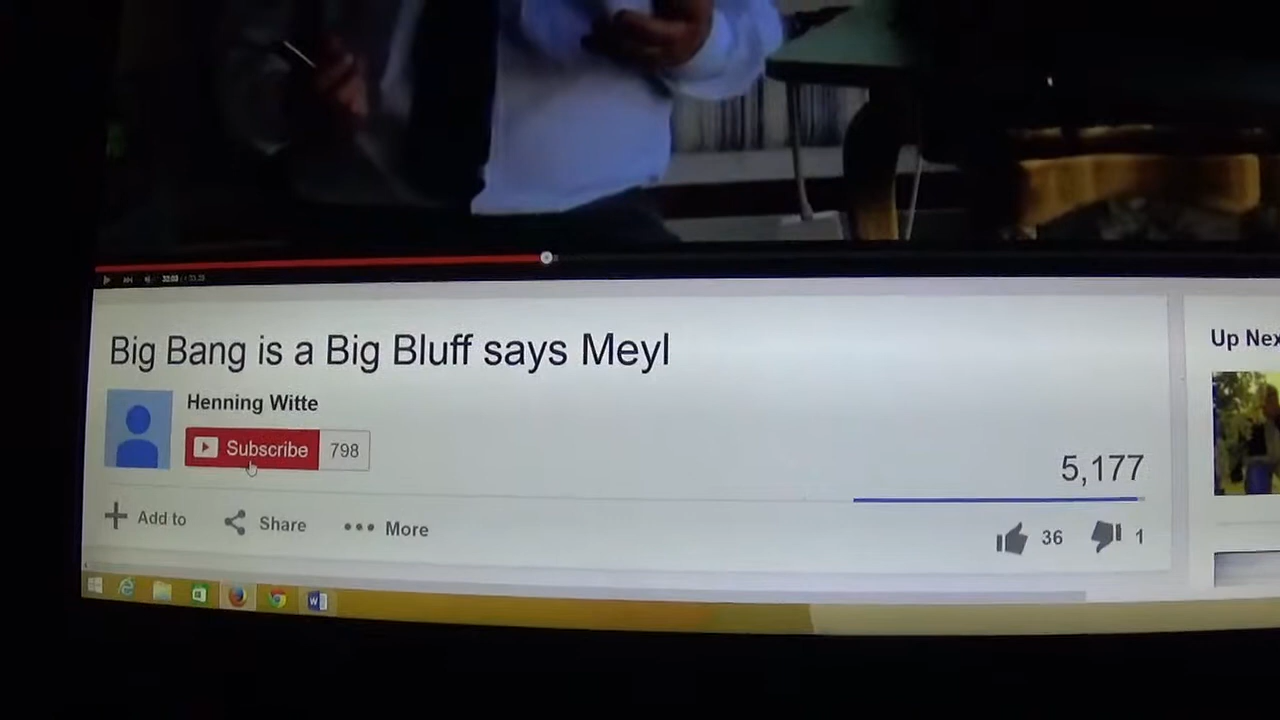 Big Bang is a Big Bluff says Meyl
Up Nex
Henning Witte
Subscribe 798
5,177
Add to Share More
36 1